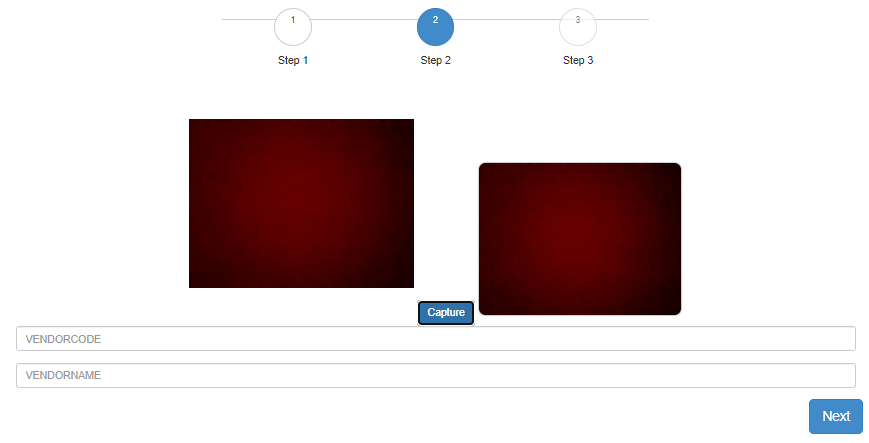 1 2 3
Step 1 Step 2 Step 3
Capture
VENDORCODE
VENDORNAME
Next